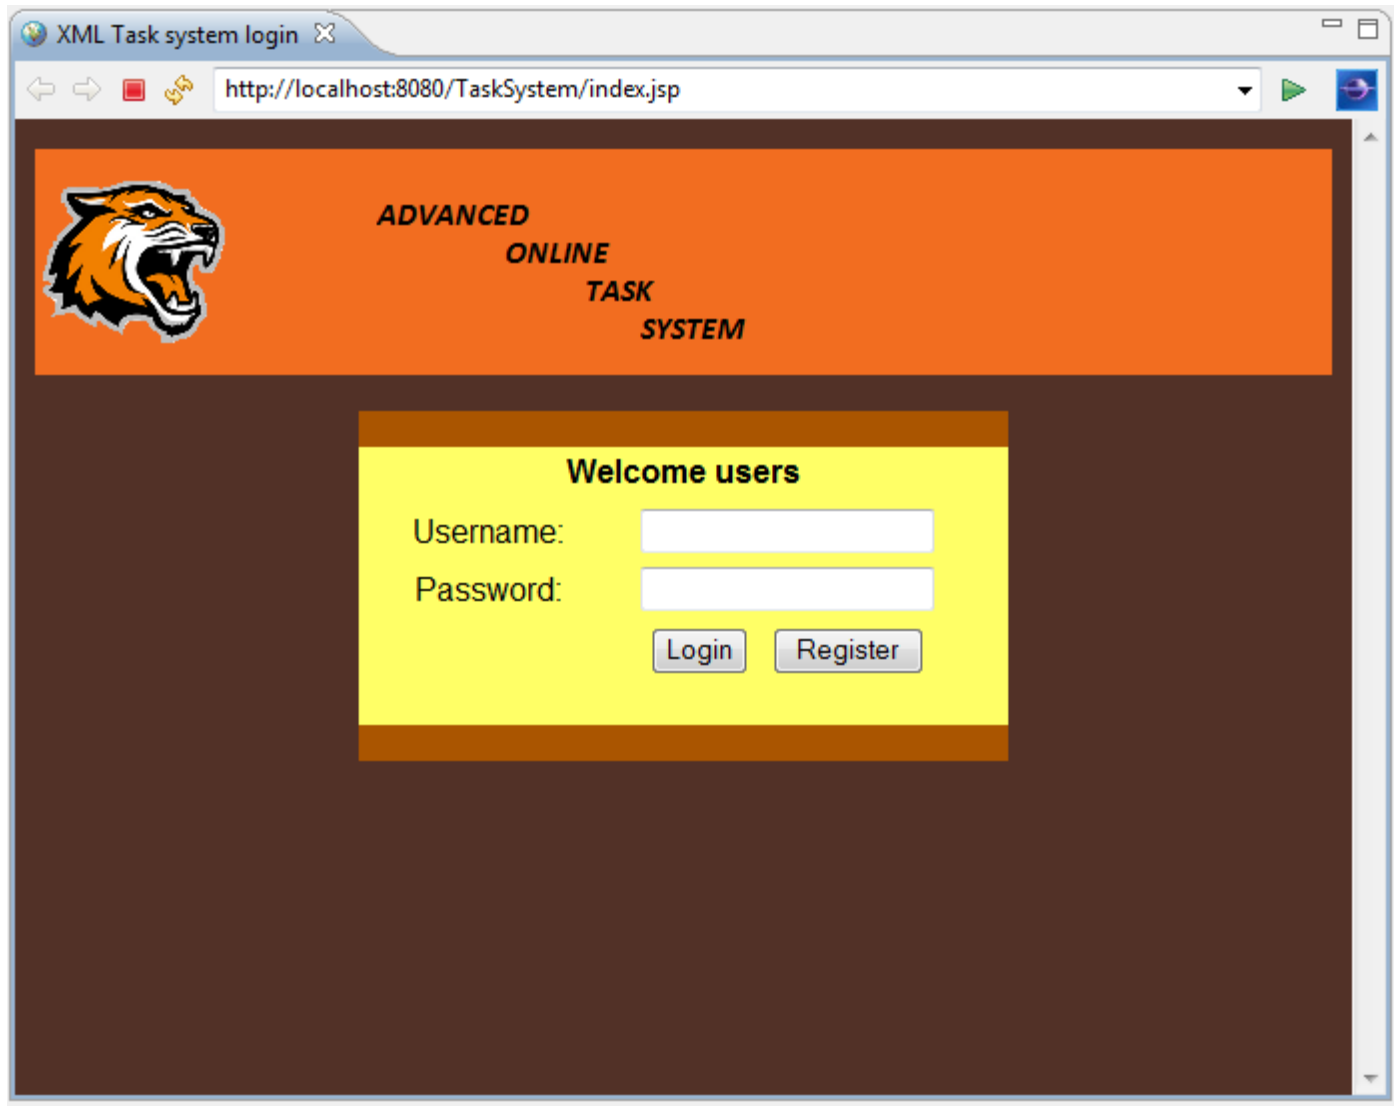 XML Task system login
http://localhost:8080/TaskSystem/index.jsp
ADVANCED
ONLINE
TASK
SYSTEM
Welcome users
Username:
Password:
Login Register